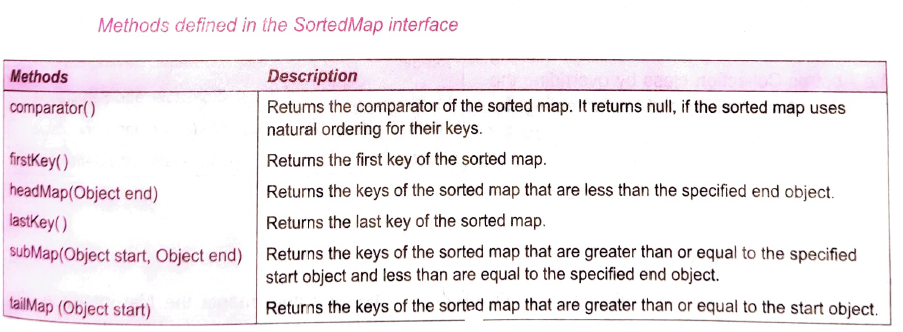 Methods defined in the SortedMap interface
Methods Description
comparator() Returns the comparator of the sorted map. It returns null, if the sorted map uses
natural ordering for their keys.
firstKey() Returns the first key of the sorted map.
headMap(Object end) Returns the keys of the sorted map that are less than the specified end object.
lastKey() Returns the last key of the sorted map.
subMap(Object start, Object end) Returns the keys of the sorted map that are greater than or equal to the specified
start object and less than are equal to the specified end object.
tailMap (Object start) Returns the keys of the sorted map that are greater than or equal to the start object.